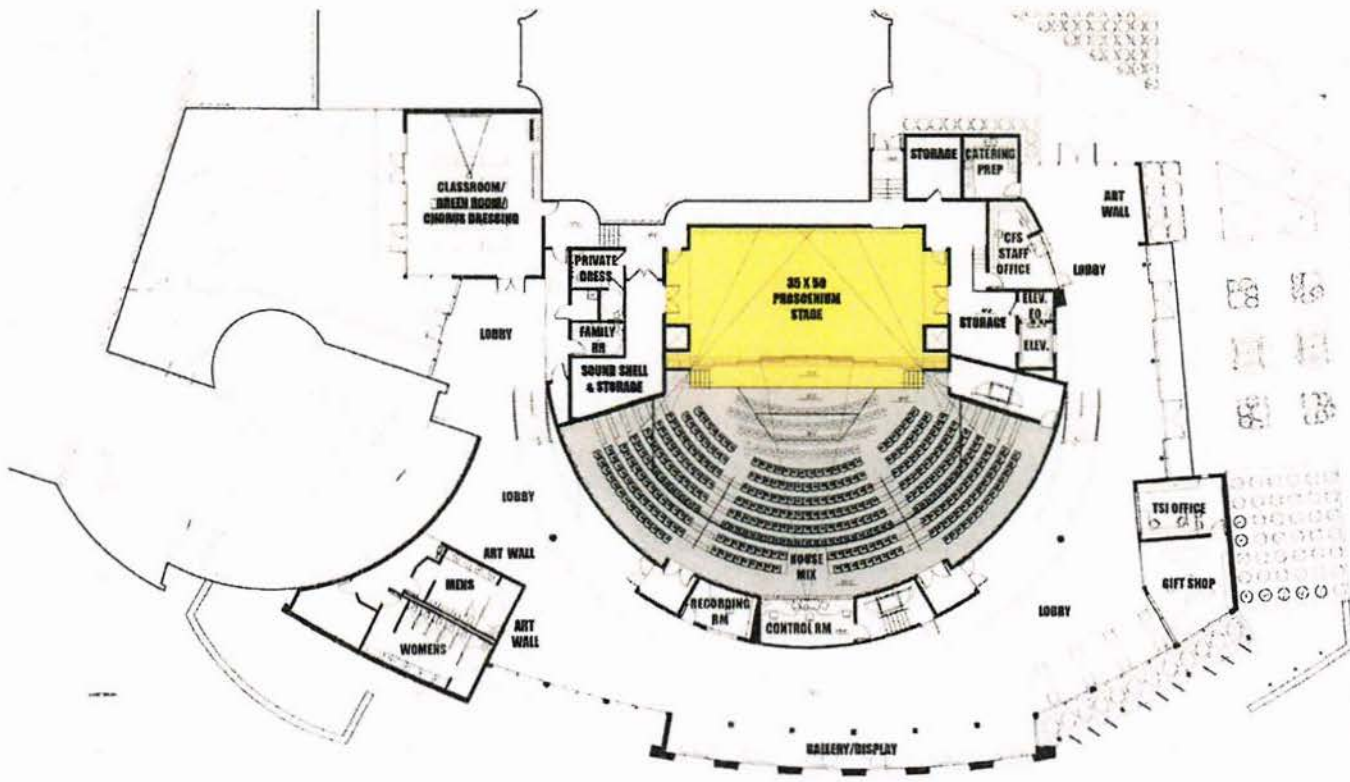 STORAGE
CATERING
PREP
CLASSROOM/
GREEN ROOM/
CHORUS DRESSING
ART
WALL
CFS
STAFF
OFFICE
PRIVATE
DRESS
LOBBY
35 X 50
PROSCENIUM
STAGE
ELEV.
EQ
STORAGE
LOBBY
FAMILY
RR
ELEV.
SOUND SHELL
& STORAGE
LOBBY
TSI OFFICE
ART WALL
HOUSE
MIX
MENS
GIFT SHOP
RECORDING
RM
CONTROL RM
LOBBY
ART
WALL
WOMENS
GALLERY/DISPLAY